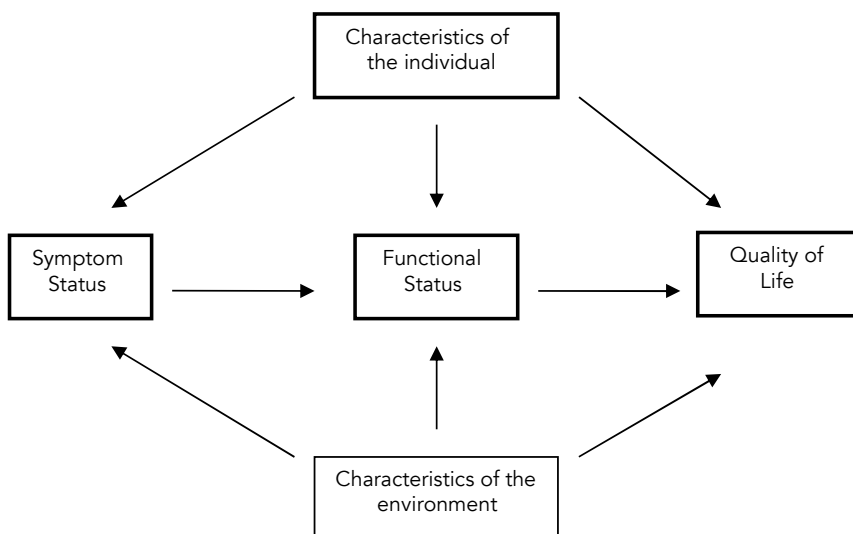 Characteristics of
the individual
Symptom
Status
Functional
Status
Quality of
Life
Characteristics of the
environment